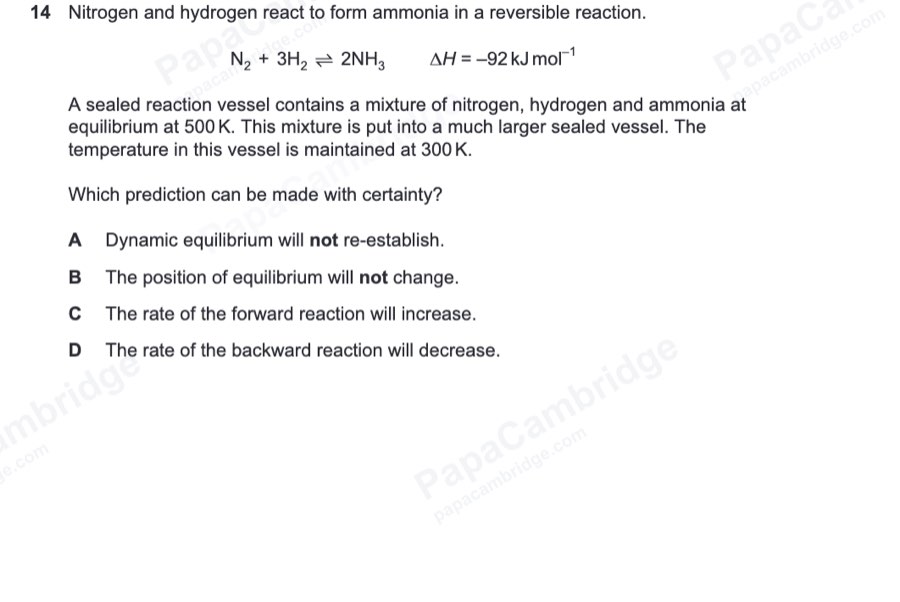 14 Nitrogen and hydrogen react to form ammonia in a reversible reaction.
N₂ + 3H₂ ⇌ 2NH₃ ΔH = –92 kJ mol⁻¹
A sealed reaction vessel contains a mixture of nitrogen, hydrogen and ammonia at
equilibrium at 500 K. This mixture is put into a much larger sealed vessel. The
temperature in this vessel is maintained at 300 K.
Which prediction can be made with certainty?
A Dynamic equilibrium will not re-establish.
B The position of equilibrium will not change.
C The rate of the forward reaction will increase.
D The rate of the backward reaction will decrease.
PapaCambridge
papacambridge.com